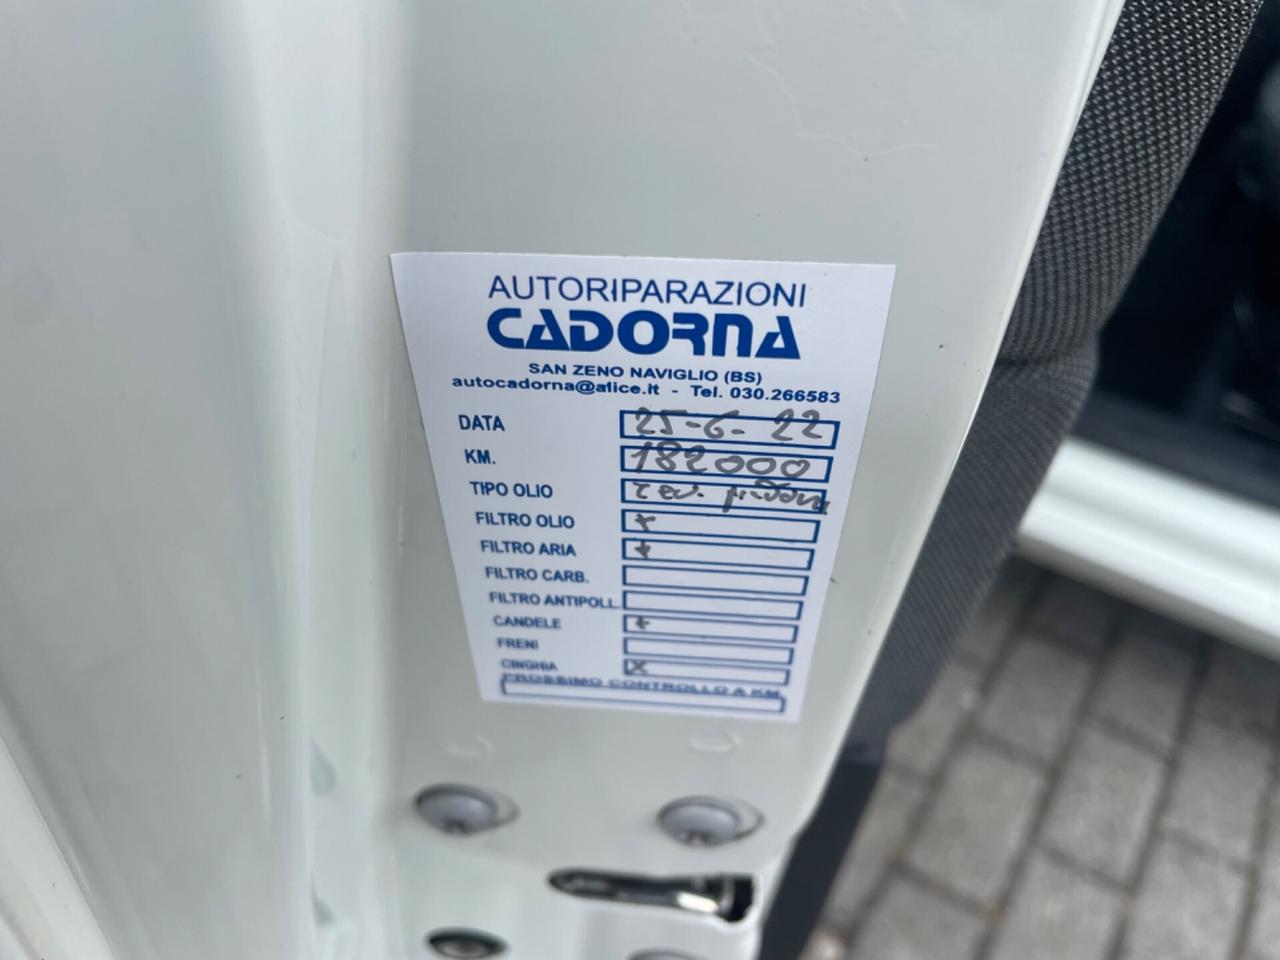 AUTORIPARAZIONI
CADORNA
SAN ZENO NAVIGLIO (BS)
autocadorna@alice.it - Tel. 030.266583
DATA 25-6-22
KM. 182000
TIPO OLIO
FILTRO OLIO +
FILTRO ARIA +
FILTRO CARB.
FILTRO ANTIPOLL.
CANDELE +
FRENI
CINGHIA X
PROSSIMO CONTROLLO A KM.